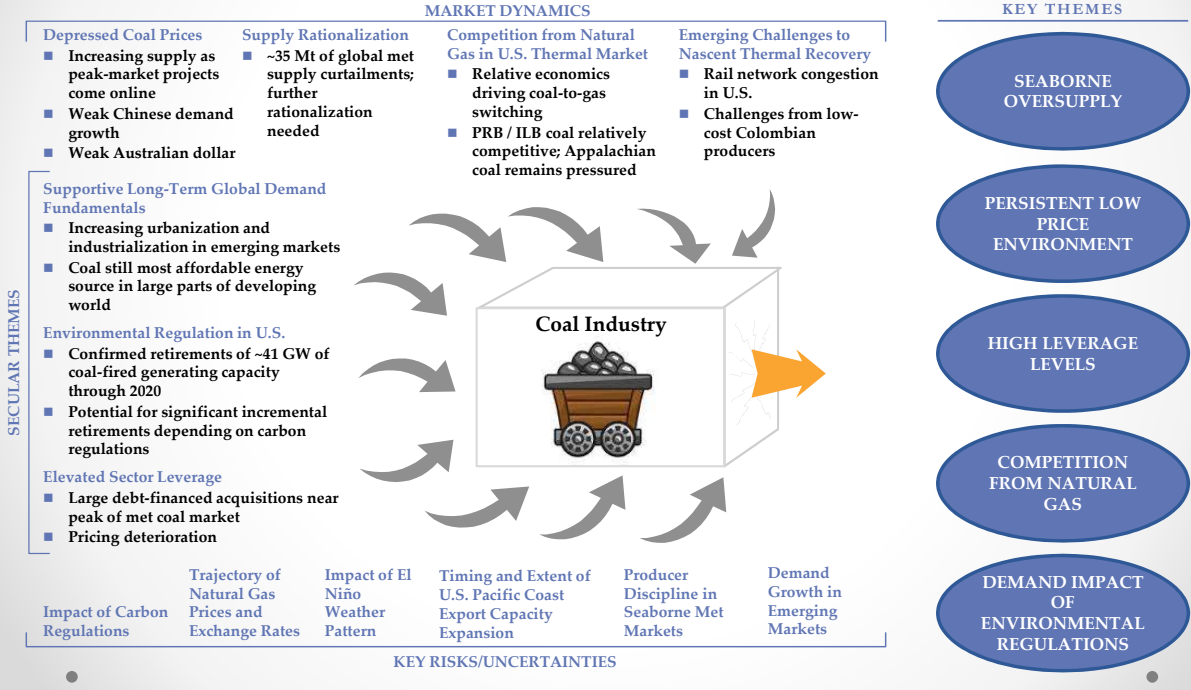 MARKET DYNAMICS
Depressed Coal Prices
■ Increasing supply as
peak-market projects
come online
■ Weak Chinese demand
growth
■ Weak Australian dollar
Supply Rationalization
■ ~35 Mt of global met
supply curtailments;
further
rationalization
needed
Competition from Natural
Gas in U.S. Thermal Market
■ Relative economics
driving coal-to-gas
switching
■ PRB / ILB coal relatively
competitive; Appalachian
coal remains pressured
Emerging Challenges to
Nascent Thermal Recovery
■ Rail network congestion
in U.S.
■ Challenges from low-
cost Colombian
producers
SECULAR THEMES
Supportive Long-Term Global Demand
Fundamentals
■ Increasing urbanization and
industrialization in emerging markets
■ Coal still most affordable energy
source in large parts of developing
world
Environmental Regulation in U.S.
■ Confirmed retirements of ~41 GW of
coal-fired generating capacity
through 2020
■ Potential for significant incremental
retirements depending on carbon
regulations
Elevated Sector Leverage
■ Large debt-financed acquisitions near
peak of met coal market
■ Pricing deterioration
Coal Industry
Impact of Carbon
Regulations
Trajectory of
Natural Gas
Prices and
Exchange Rates
Impact of El
Niño
Weather
Pattern
Timing and Extent of
U.S. Pacific Coast
Export Capacity
Expansion
Producer
Discipline in
Seaborne Met
Markets
Demand
Growth in
Emerging
Markets
KEY RISKS/UNCERTAINTIES
KEY THEMES
SEABORNE
OVERSUPPLY
PERSISTENT LOW
PRICE
ENVIRONMENT
HIGH LEVERAGE
LEVELS
COMPETITION
FROM NATURAL
GAS
DEMAND IMPACT
OF
ENVIRONMENTAL
REGULATIONS